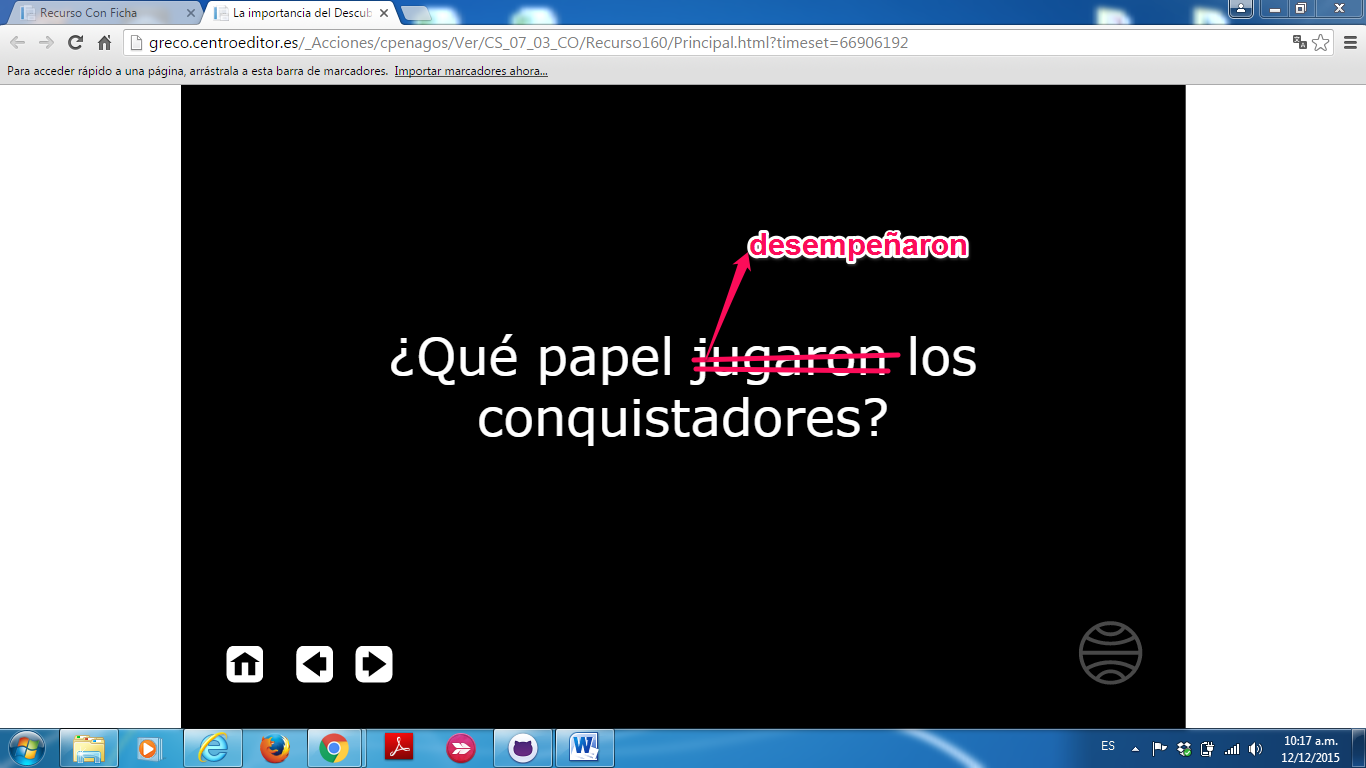 Recurso Con Ficha
La importancia del Descub
greco.centroeditor.es/_Acciones/cpenagos/Ver/CS_07_03_CO/Recurso160/Principal.html?timeset=66906192
Para acceder rápido a una página, arrástrala a esta barra de marcadores. Importar marcadores ahora...
desempeñaron
¿Qué papel jugaron los
conquistadores?
ES
10:17 a.m.
12/12/2015